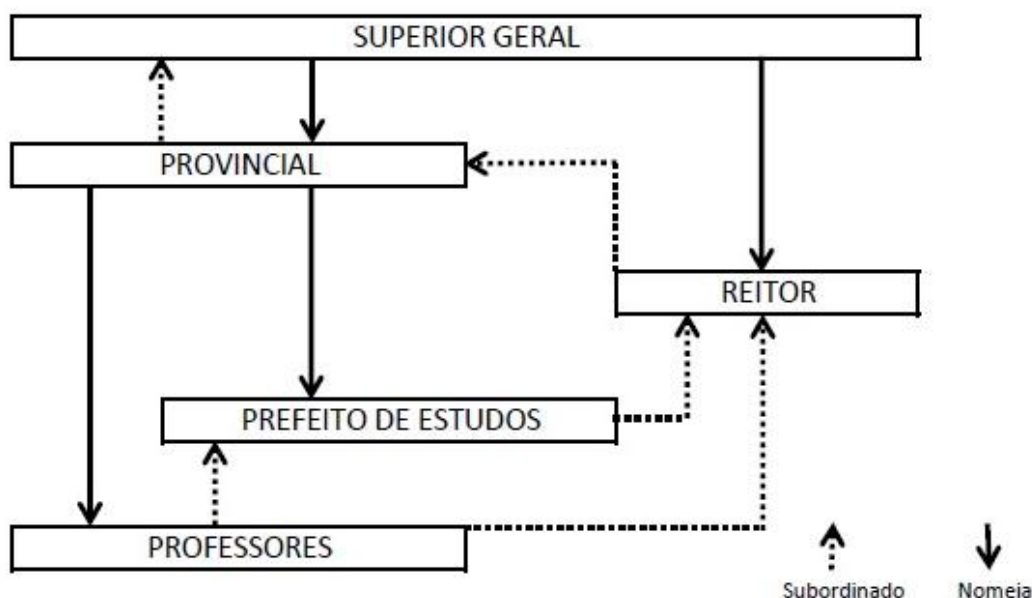 SUPERIOR GERAL
PROVINCIAL
REITOR
PREFEITO DE ESTUDOS
PROFESSORES
Subordinado
Nomeia